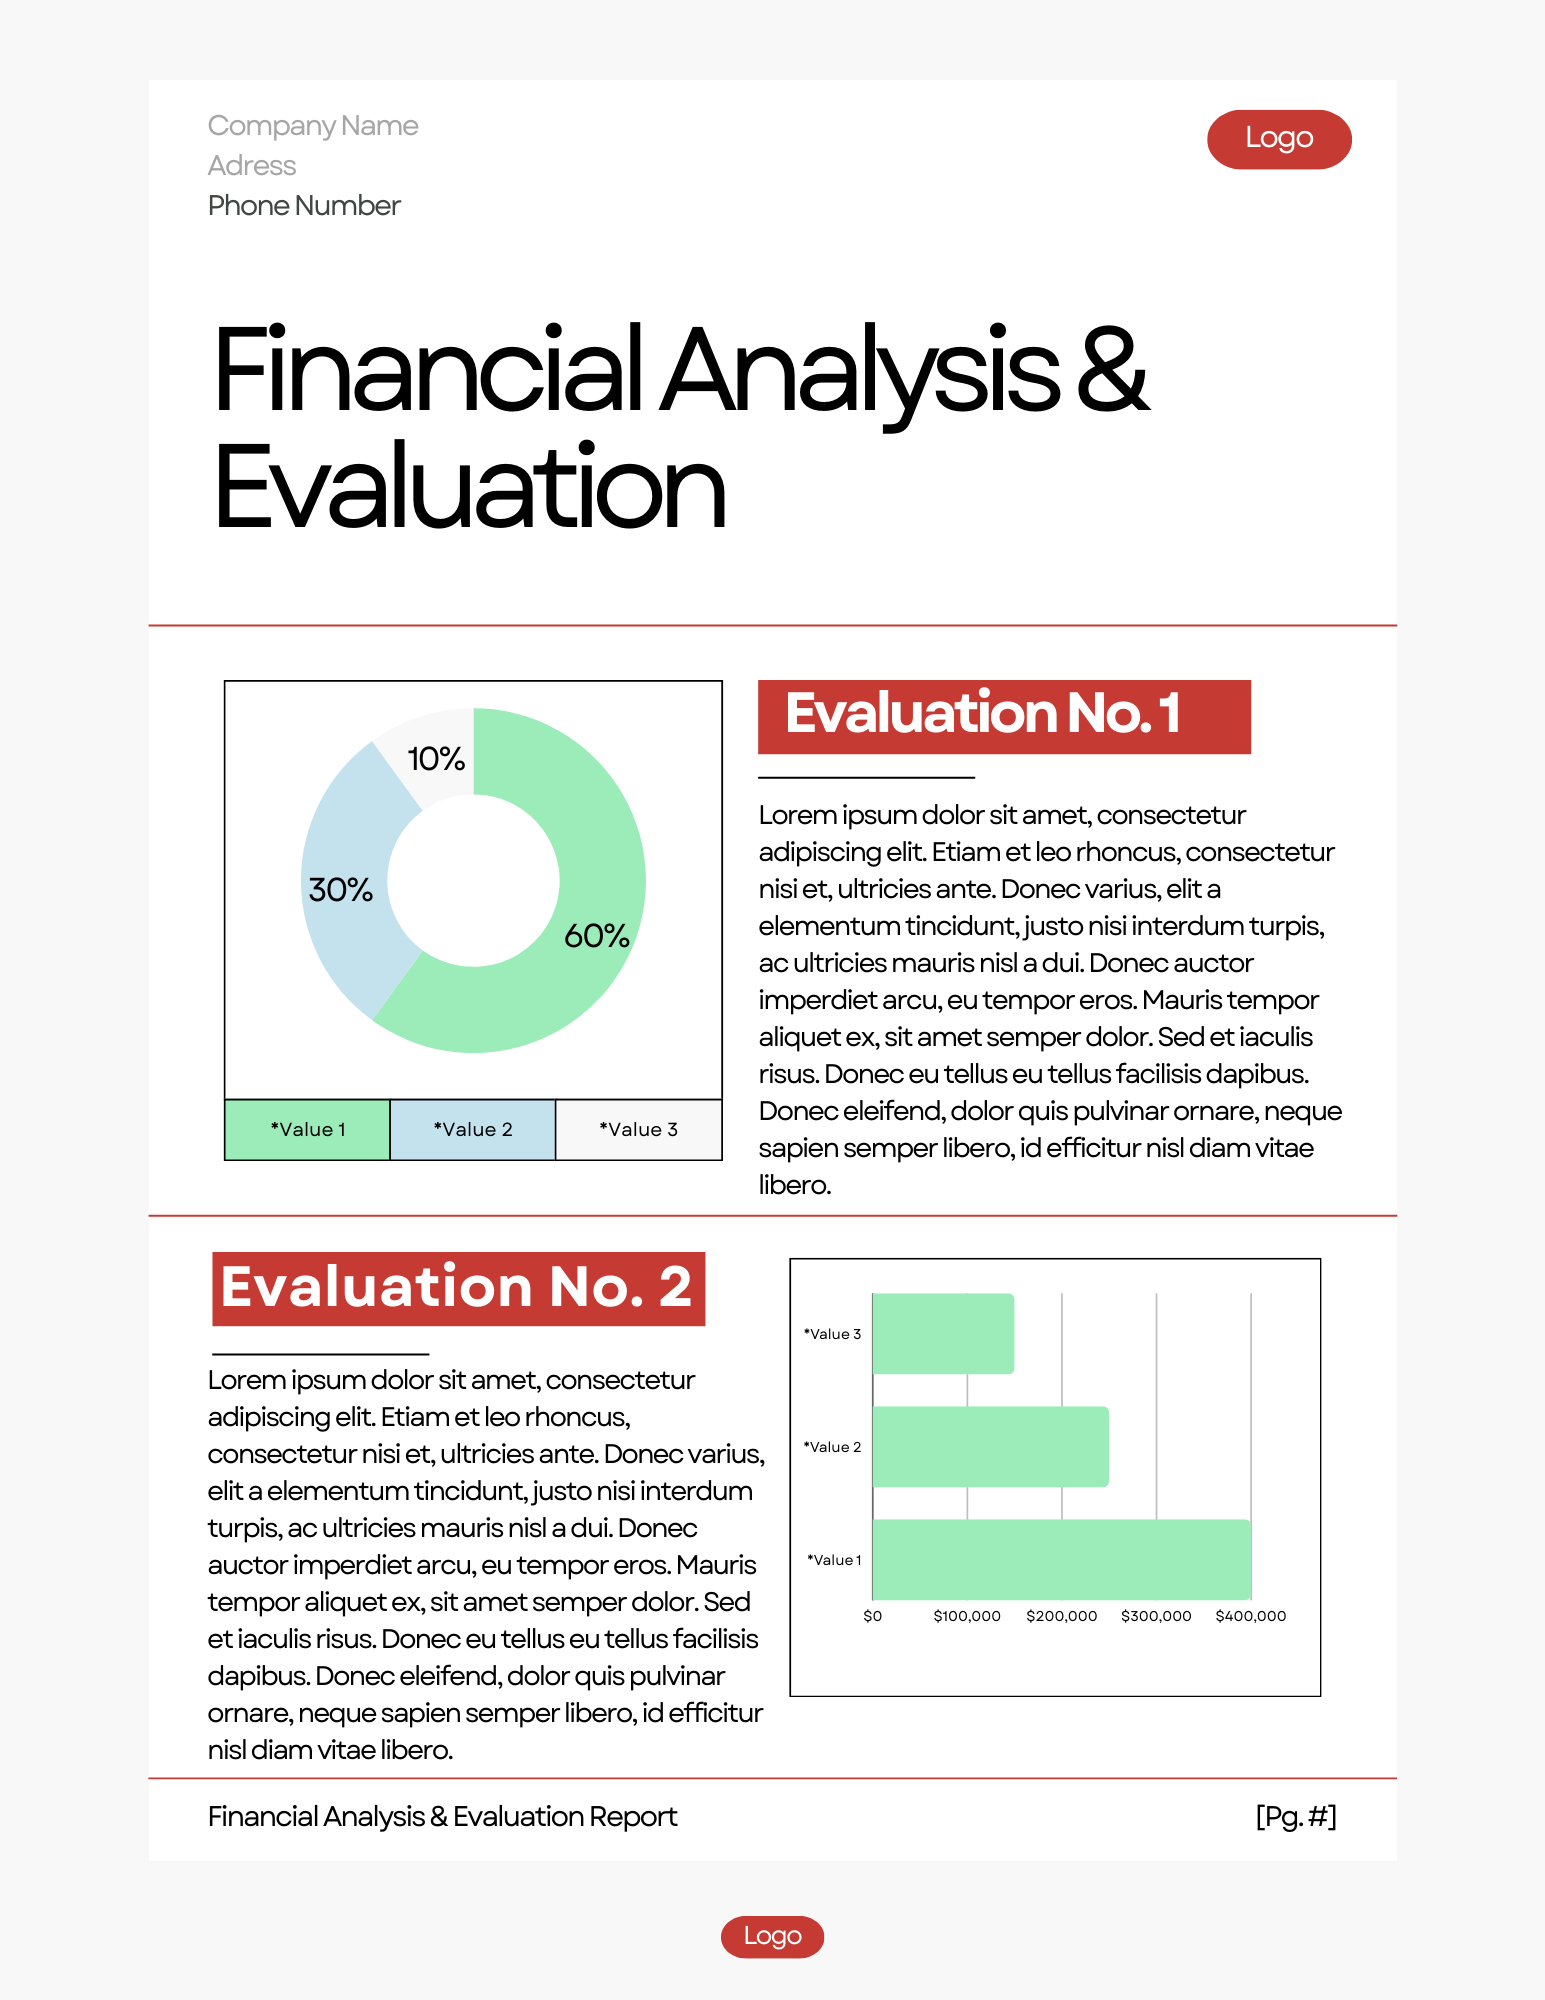 Company Name
Adress
Phone Number
Logo
Financial Analysis &
Evaluation
10%
30%
60%
*Value 1
*Value 2
*Value 3
Evaluation No. 1
Lorem ipsum dolor sit amet, consectetur
adipiscing elit. Etiam et leo rhoncus, consectetur
nisi et, ultricies ante. Donec varius, elit a
elementum tincidunt, justo nisi interdum turpis,
ac ultricies mauris nisl a dui. Donec auctor
imperdiet arcu, eu tempor eros. Mauris tempor
aliquet ex, sit amet semper dolor. Sed et iaculis
risus. Donec eu tellus eu tellus facilisis dapibus.
Donec eleifend, dolor quis pulvinar ornare, neque
sapien semper libero, id efficitur nisl diam vitae
libero.
Evaluation No. 2
Lorem ipsum dolor sit amet, consectetur
adipiscing elit. Etiam et leo rhoncus,
consectetur nisi et, ultricies ante. Donec varius,
elit a elementum tincidunt, justo nisi interdum
turpis, ac ultricies mauris nisl a dui. Donec
auctor imperdiet arcu, eu tempor eros. Mauris
tempor aliquet ex, sit amet semper dolor. Sed
et iaculis risus. Donec eu tellus eu tellus facilisis
dapibus. Donec eleifend, dolor quis pulvinar
ornare, neque sapien semper libero, id efficitur
nisl diam vitae libero.
*Value 3
*Value 2
*Value 1
$0 $100,000 $200,000 $300,000 $400,000
Financial Analysis & Evaluation Report
[Pg. #]
Logo